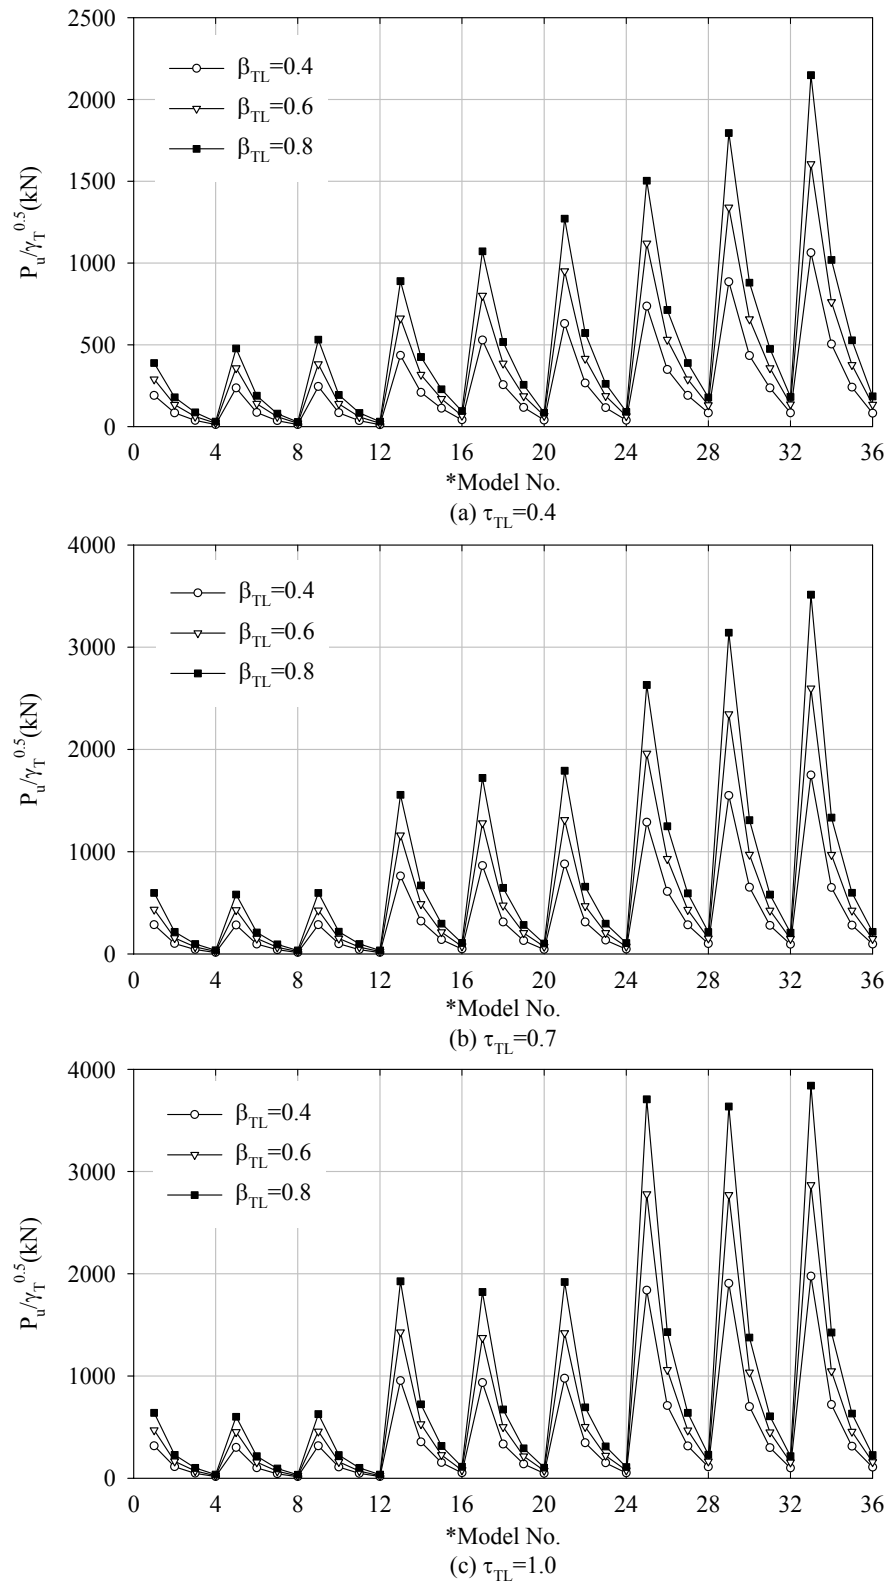 2500
2000
1500
1000
500
0
P_u/γ_T^0.5(kN)
β_TL=0.4
β_TL=0.6
β_TL=0.8
0 4 8 12 16 20 24 28 32 36
*Model No.
(a) τ_TL=0.4
4000
3000
2000
1000
0
P_u/γ_T^0.5(kN)
β_TL=0.4
β_TL=0.6
β_TL=0.8
0 4 8 12 16 20 24 28 32 36
*Model No.
(b) τ_TL=0.7
4000
3000
2000
1000
0
P_u/γ_T^0.5(kN)
β_TL=0.4
β_TL=0.6
β_TL=0.8
0 4 8 12 16 20 24 28 32 36
*Model No.
(c) τ_TL=1.0